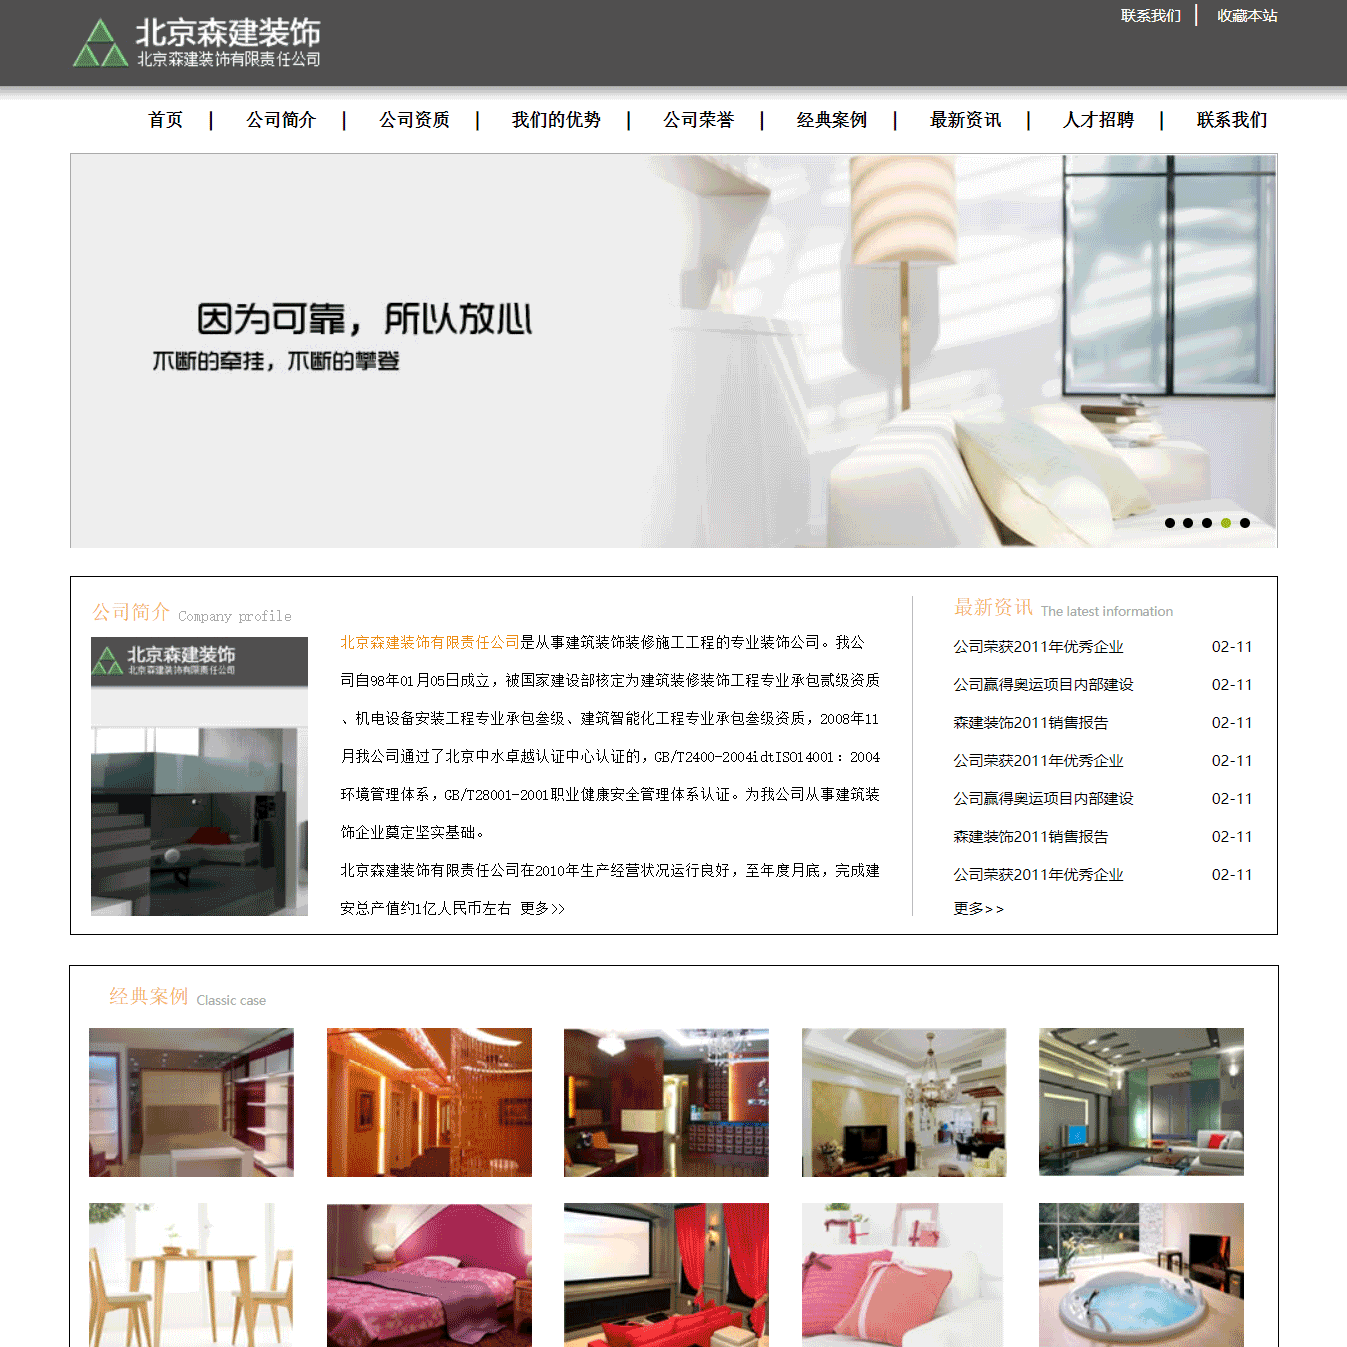 北京森建装饰
北京森建装饰有限责任公司
联系我们 | 收藏本站
首页 | 公司简介 | 公司资质 | 我们的优势 | 公司荣誉 | 经典案例 | 最新资讯 | 人才招聘 | 联系我们
因为可靠，所以放心
不断的牵挂，不断的攀登
公司简介 Company profile
北京森建装饰
北京森建装饰有限责任公司
北京森建装饰有限责任公司是从事建筑装饰装修施工工程的专业装饰公司。我公
司自98年01月05日成立，被国家建设部核定为建筑装修装饰工程专业承包贰级资质
、机电设备安装工程专业承包叁级、建筑智能化工程专业承包叁级资质，2008年11
月我公司通过了北京中水卓越认证中心认证的，GB/T2400-2004idtISO14001：2004
环境管理体系，GB/T28001-2001职业健康安全管理体系认证。为我公司从事建筑装
饰企业奠定坚实基础。
北京森建装饰有限责任公司在2010年生产经营状况运行良好，至年度月底，完成建
安总产值约1亿人民币左右 更多>>
最新资讯 The latest information
公司荣获2011年优秀企业 02-11
公司赢得奥运项目内部建设 02-11
森建装饰2011销售报告 02-11
公司荣获2011年优秀企业 02-11
公司赢得奥运项目内部建设 02-11
森建装饰2011销售报告 02-11
公司荣获2011年优秀企业 02-11
更多>>
经典案例 Classic case